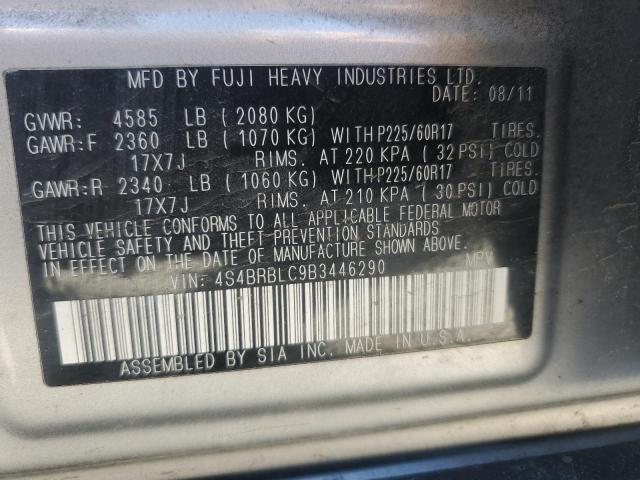 MFD BY FUJI HEAVY INDUSTRIES LTD.
DATE: 08/11
GVWR: 4585 LB (2080 KG)
GAWR:F 2360 LB (1070 KG) WITH P225/60R17 TIRES.
17X7J RIMS. AT 220 KPA (32 PSI) COLD
GAWR:R 2340 LB (1060 KG) WITH P225/60R17 TIRES.
17X7J RIMS. AT 210 KPA (30 PSI) COLD
THIS VEHICLE CONFORMS TO ALL APPLICABLE FEDERAL MOTOR
VEHICLE SAFETY AND THEFT PREVENTION STANDARDS
IN EFFECT ON THE DATE OF MANUFACTURE SHOWN ABOVE.
VIN: 4S4BRBLC9B3446290 MPV
ASSEMBLED BY SIA INC. MADE IN U.S.A.